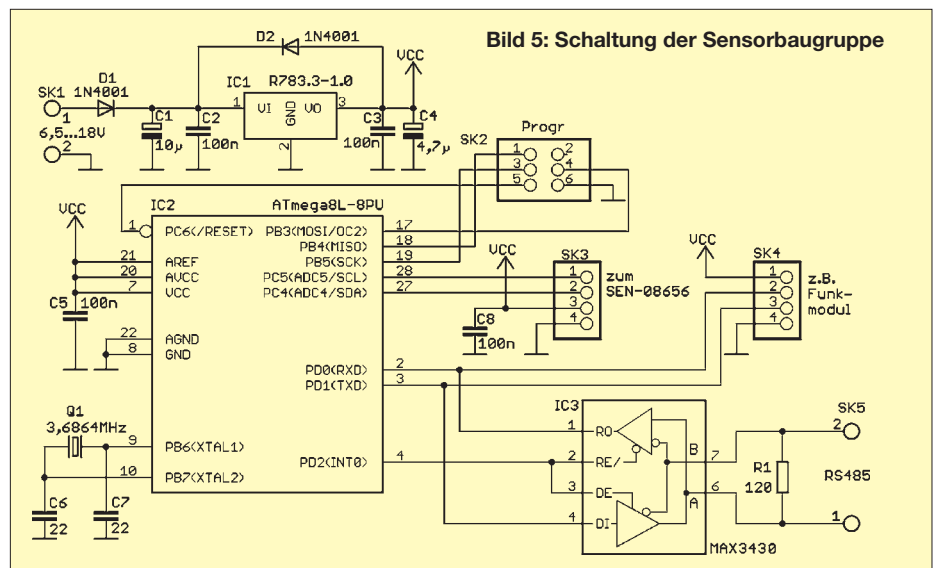 Bild 5: Schaltung der Sensorbaugruppe
D2 1N4001
VCC
IC1 R783.3-1.0
SK1
D1
1N4001
1
6,5...18V
2
1 VI GND VO 3
2
C1
10µ
C2
100n
C3
100n
C4
4,7µ
SK2 Progr
1 2
3 4
5 6
VCC
IC2 ATmega8L-8PU
1 PC6(/RESET)
21 AREF
20 AVCC
7 VCC
C5 100n
22 AGND
8 GND
PB3(MOSI/OC2) 17
PB4(MISO) 18
PB5(SCK) 19
PC5(ADC5/SCL) 28
PC4(ADC4/SDA) 27
PD0(RXD) 2
PD1(TXD) 3
PD2(INT0) 4
Q1
3,6864MHz
9 PB6(XTAL1)
10 PB7(XTAL2)
C6
22
C7
22
VCC
C8
100n
SK3
1
2
3
4
zum
SEN-08656
VCC
SK4
1
2
3
4
z.B.
Funk-
modul
IC3
1 RO
2 RE/
3 DE
4 DI
B 7
A 6
MAX3430
R1
120
SK5
2
RS485
1